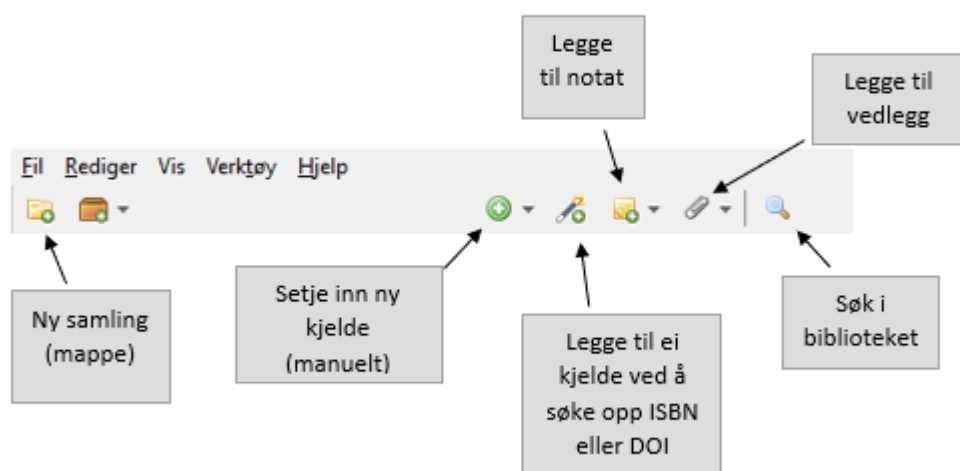 Legge
til notat
Legge til
vedlegg
Fil Rediger Vis Verktøy Hjelp
Ny samling
(mappe)
Setje inn ny
kjelde
(manuelt)
Legge til ei
kjelde ved å
søke opp ISBN
eller DOI
Søk i
biblioteket